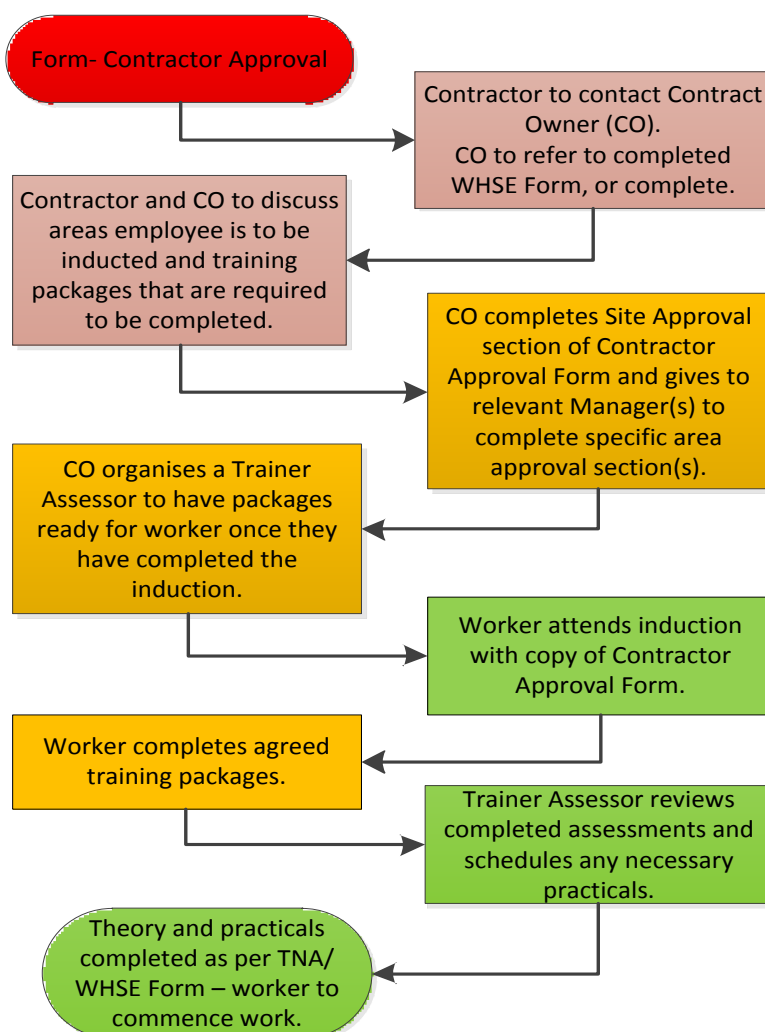 Form- Contractor Approval
Contractor to contact Contract
Owner (CO).
CO to refer to completed
WHSE Form, or complete.
Contractor and CO to discuss
areas employee is to be
inducted and training
packages that are required
to be completed.
CO completes Site Approval
section of Contractor
Approval Form and gives to
relevant Manager(s) to
complete specific area
approval section(s).
CO organises a Trainer
Assessor to have packages
ready for worker once they
have completed the
induction.
Worker attends induction
with copy of Contractor
Approval Form.
Worker completes agreed
training packages.
Trainer Assessor reviews
completed assessments and
schedules any necessary
practicals.
Theory and practicals
completed as per TNA/
WHSE Form – worker to
commence work.